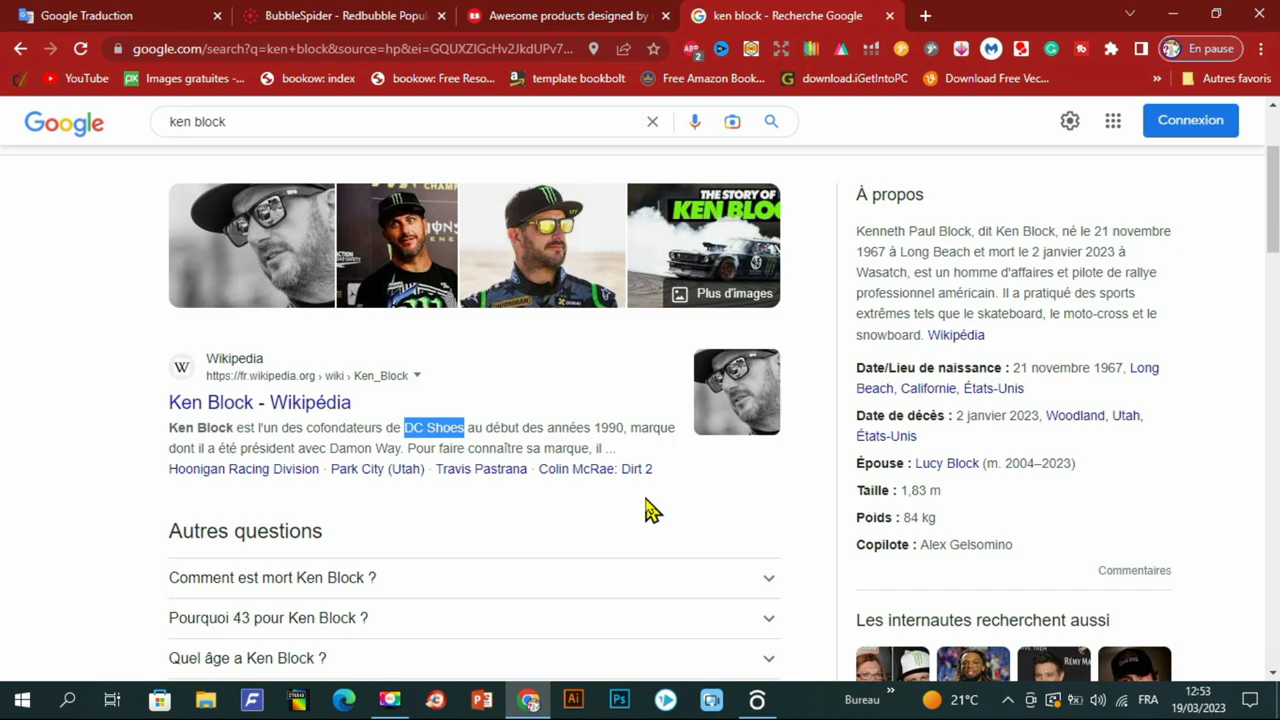 Google Traduction
BubbleSpider - Redbubble Popul
Awesome products designed by
ken block - Recherche Google
google.com/search?q=ken+block&source=hp&ei=GQUXZIGcHv2JkdUPv7...
2
En pause
YouTube
Images gratuites -...
bookow: index
bookow: Free Reso...
template bookbolt
Free Amazon Book...
download.iGetIntoPC
Download Free Vec...
»
Autres favoris
Google
ken block
Connexion
CHAM
THE STORY OF
KEN BLOC
HOONIGAN
Plus d'images
W
Wikipedia
https://fr.wikipedia.org › wiki › Ken_Block
Ken Block - Wikipédia
Ken Block est l'un des cofondateurs de DC Shoes au début des années 1990, marque
dont il a été président avec Damon Way. Pour faire connaître sa marque, il ...
Hoonigan Racing Division · Park City (Utah) · Travis Pastrana · Colin McRae: Dirt 2
Autres questions
Comment est mort Ken Block ?
Pourquoi 43 pour Ken Block ?
Quel âge a Ken Block ?
À propos
Kenneth Paul Block, dit Ken Block, né le 21 novembre
1967 à Long Beach et mort le 2 janvier 2023 à
Wasatch, est un homme d'affaires et pilote de rallye
professionnel américain. Il a pratiqué des sports
extrêmes tels que le skateboard, le moto-cross et le
snowboard. Wikipédia
Date/Lieu de naissance : 21 novembre 1967, Long
Beach, Californie, États-Unis
Date de décès : 2 janvier 2023, Woodland, Utah,
États-Unis
Épouse : Lucy Block (m. 2004–2023)
Taille : 1,83 m
Poids : 84 kg
Copilote : Alex Gelsomino
Commentaires
Les internautes recherchent aussi
Ai
Ps
Bureau
»
21°C
FRA
12:53
19/03/2023